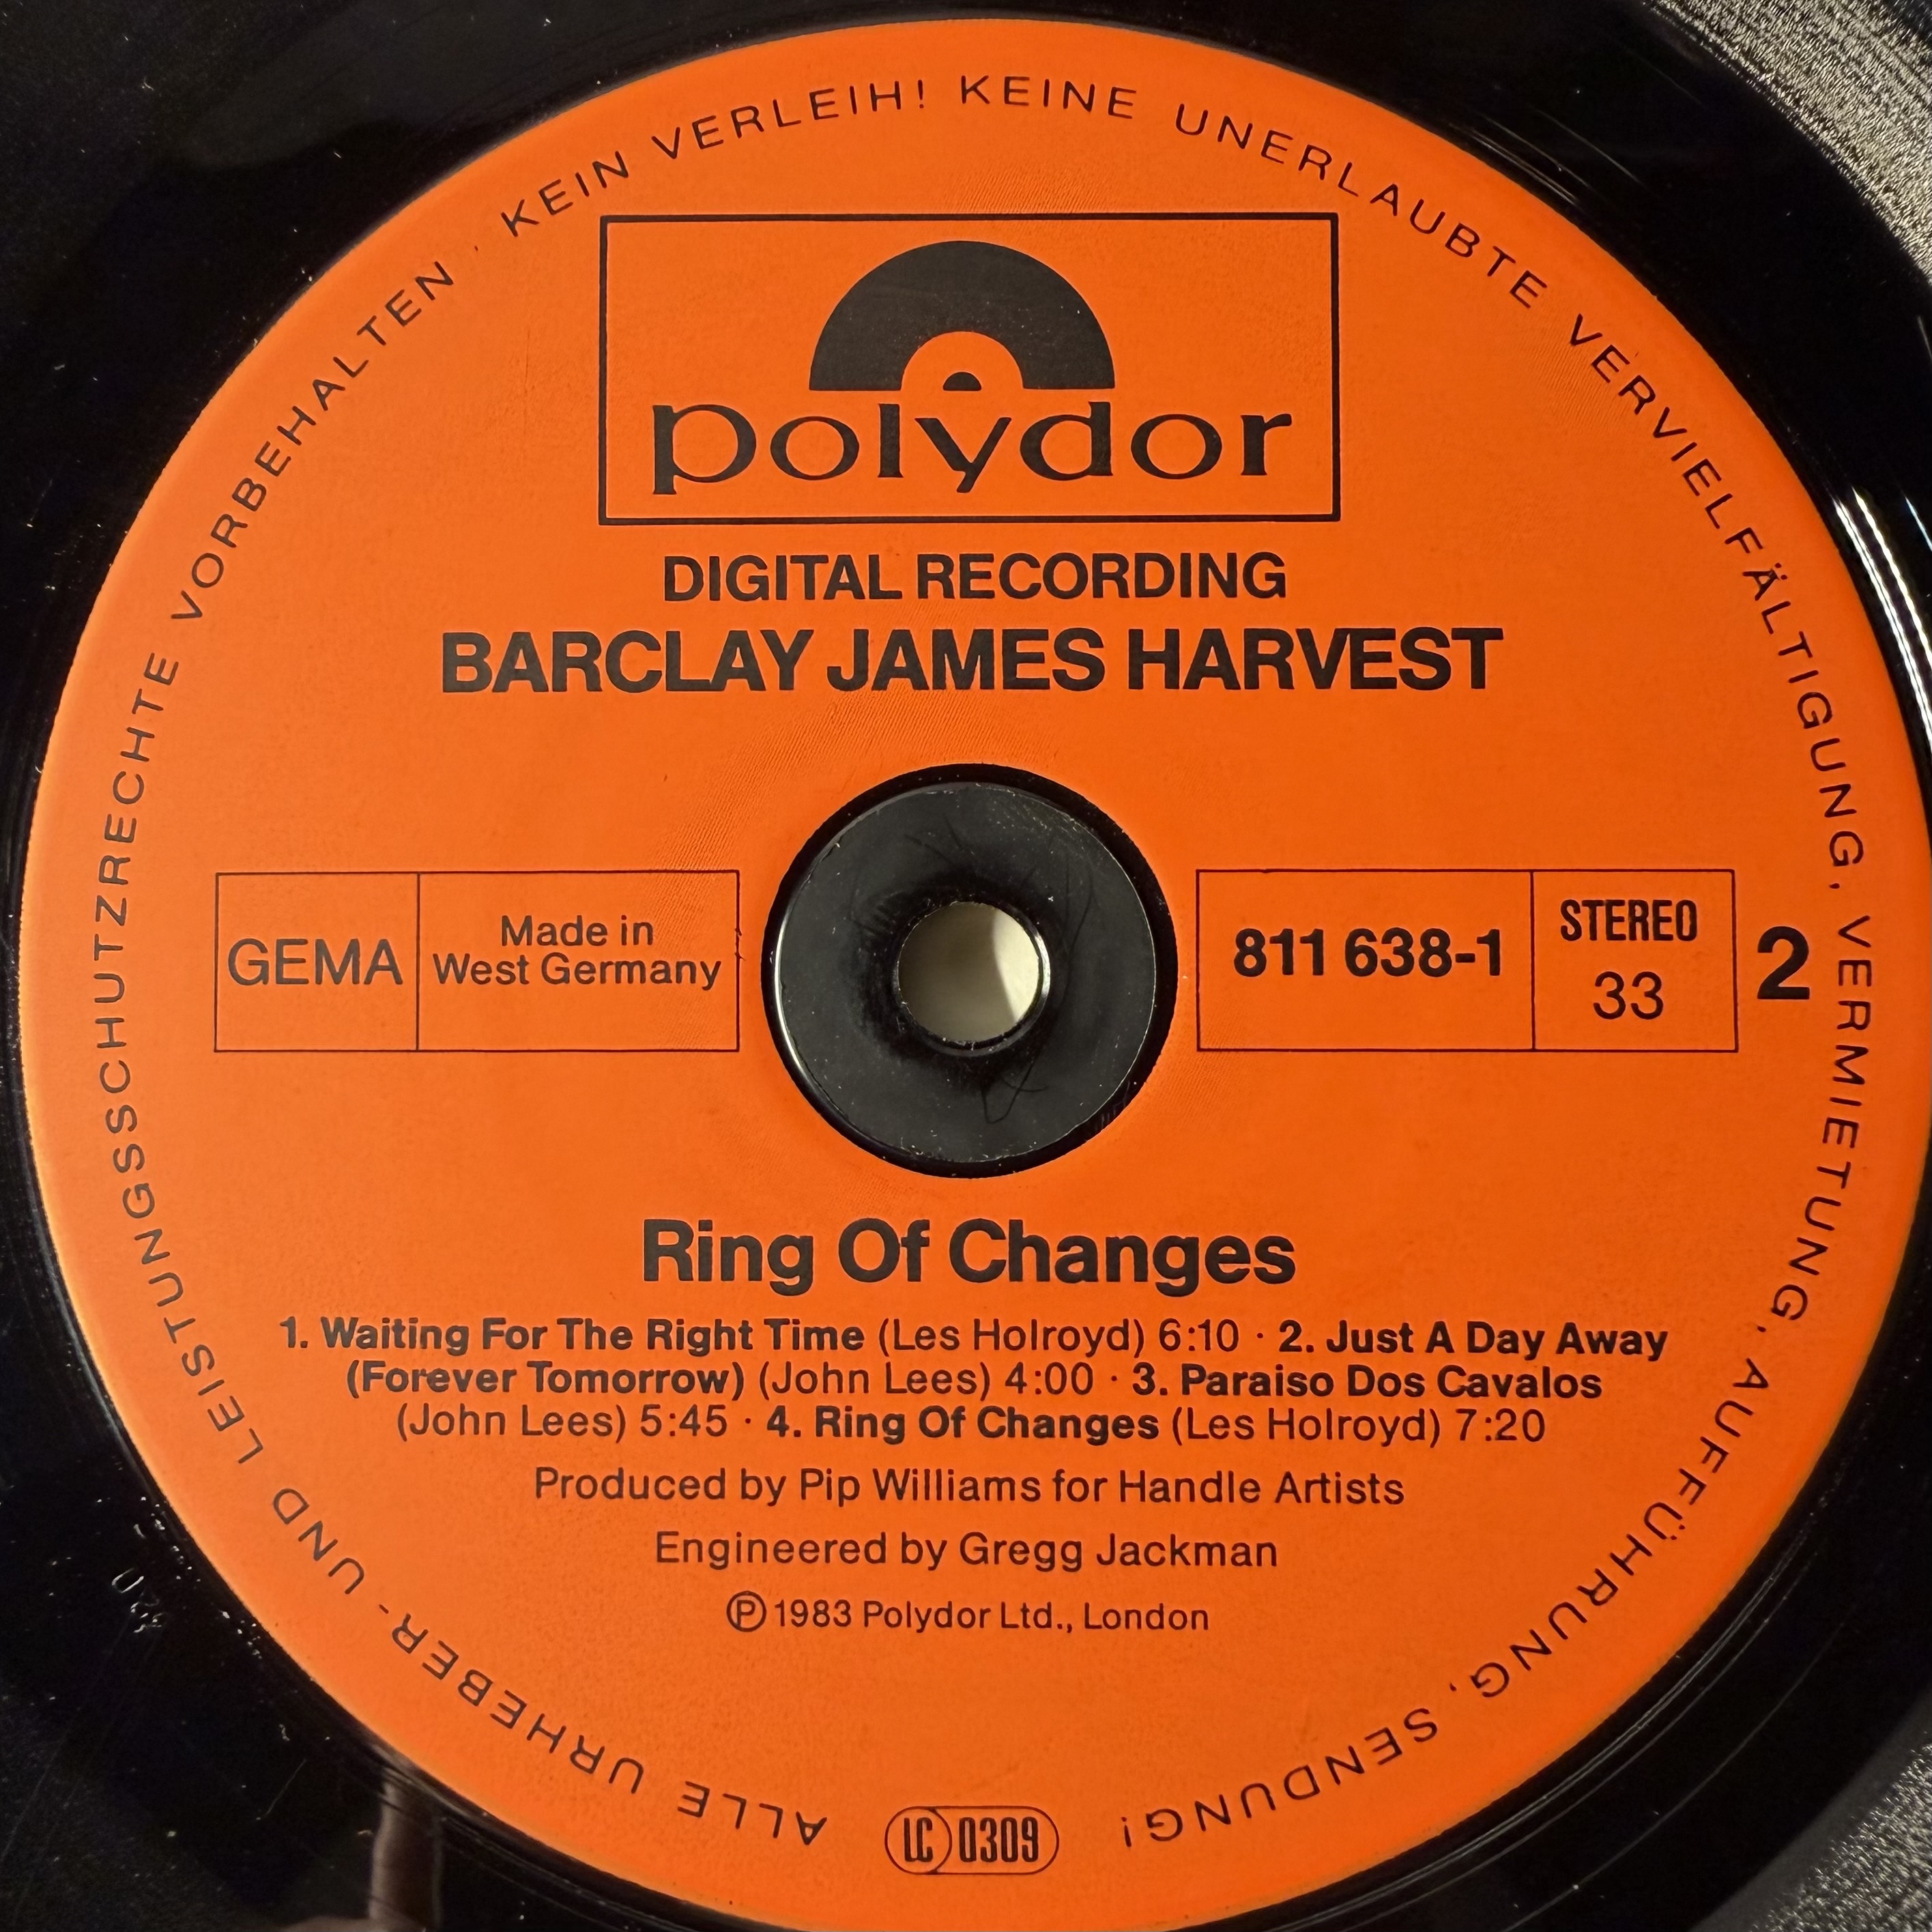 ALLE URHEBER- UND LEISTUNGSSCHUTZRECHTE VORBEHALTEN · KEIN VERLEIH! KEINE UNERLAUBTE VERVIELFÄLTIGUNG, VERMIETUNG, AUFFÜHRUNG, SENDUNG!
polydor
DIGITAL RECORDING
BARCLAY JAMES HARVEST
GEMA
Made in
West Germany
811 638-1
STEREO
33
2
Ring Of Changes
1. Waiting For The Right Time (Les Holroyd) 6:10 · 2. Just A Day Away
(Forever Tomorrow) (John Lees) 4:00 · 3. Paraiso Dos Cavalos
(John Lees) 5:45 · 4. Ring Of Changes (Les Holroyd) 7:20
Produced by Pip Williams for Handle Artists
Engineered by Gregg Jackman
Ⓟ 1983 Polydor Ltd., London
LC 0309